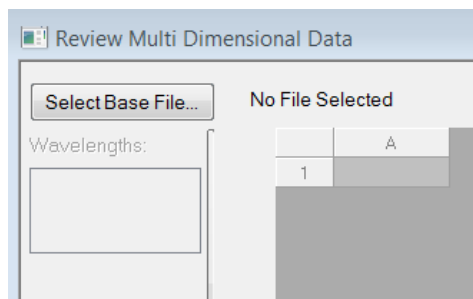 Review Multi Dimensional Data
Select Base File... No File Selected
Wavelengths:
A
1